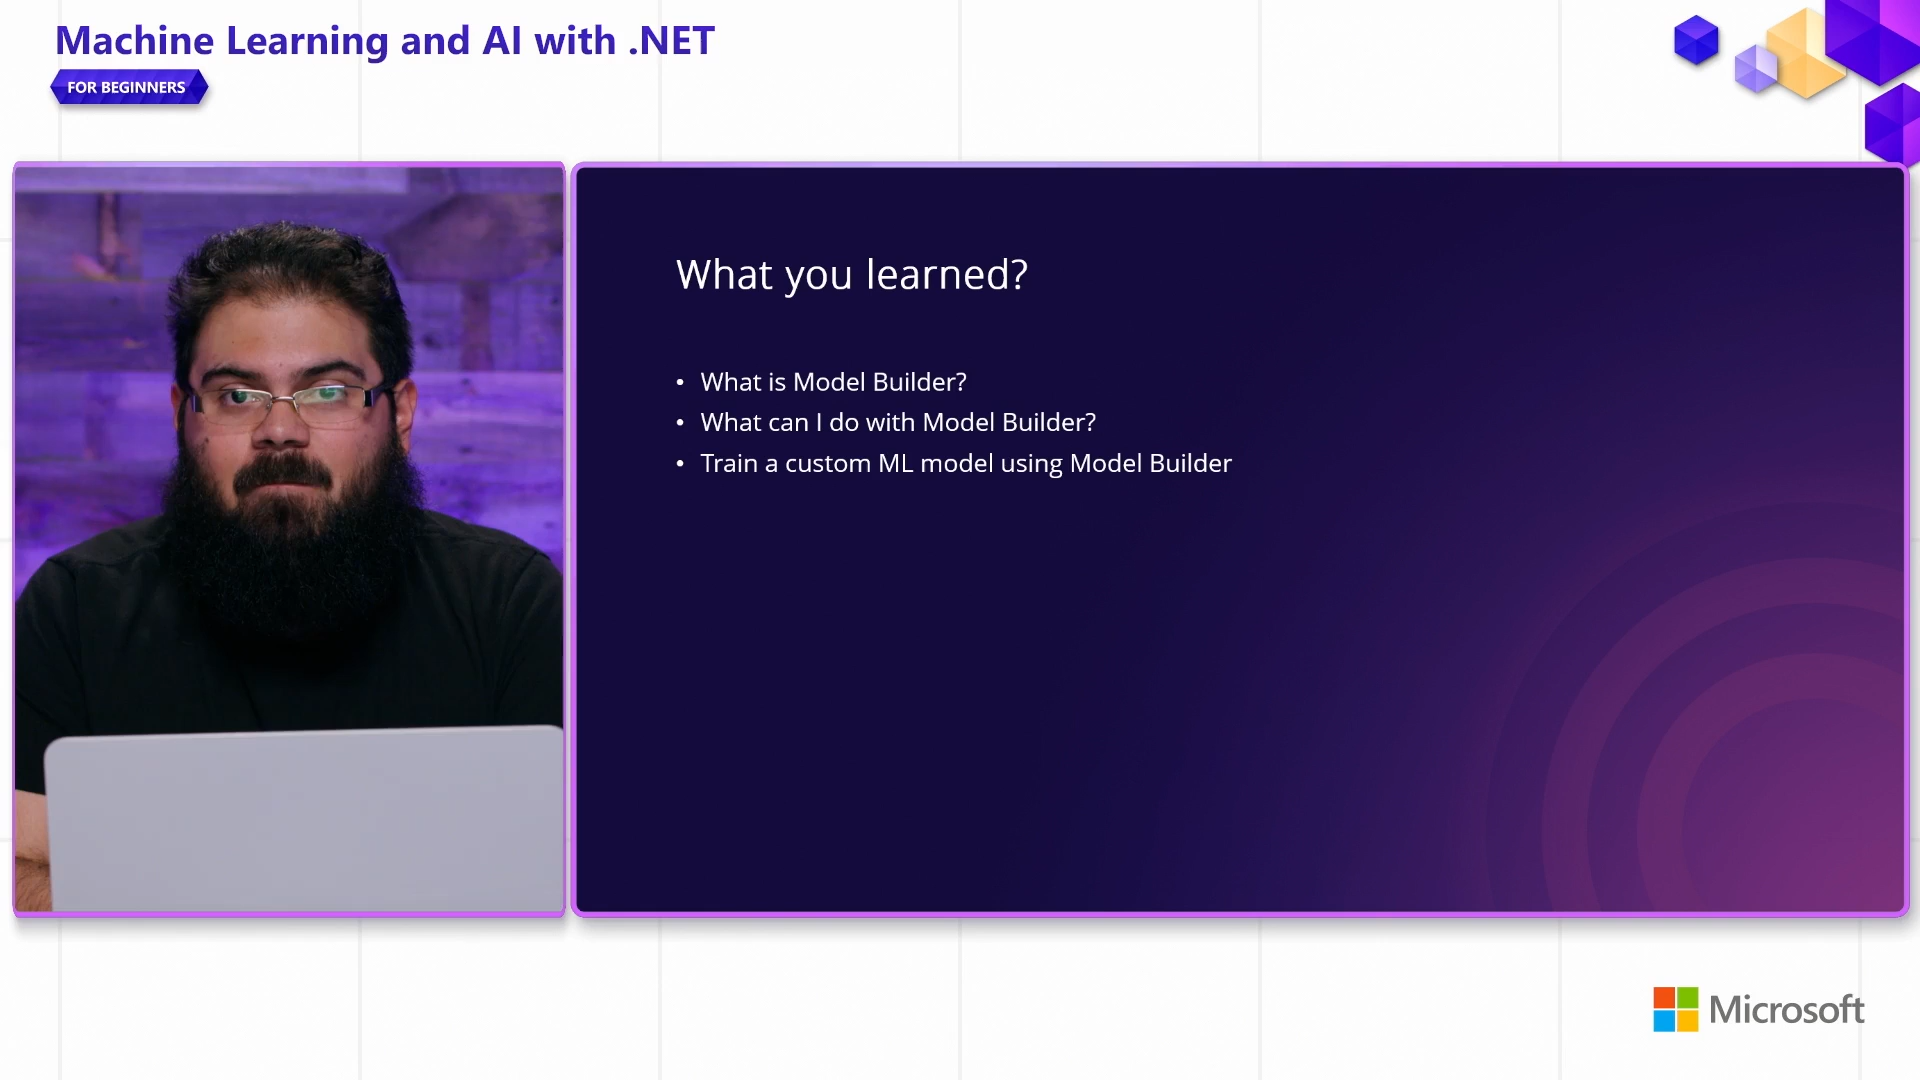 Machine Learning and AI with .NET
FOR BEGINNERS
What you learned?
• What is Model Builder?
• What can I do with Model Builder?
• Train a custom ML model using Model Builder
Microsoft